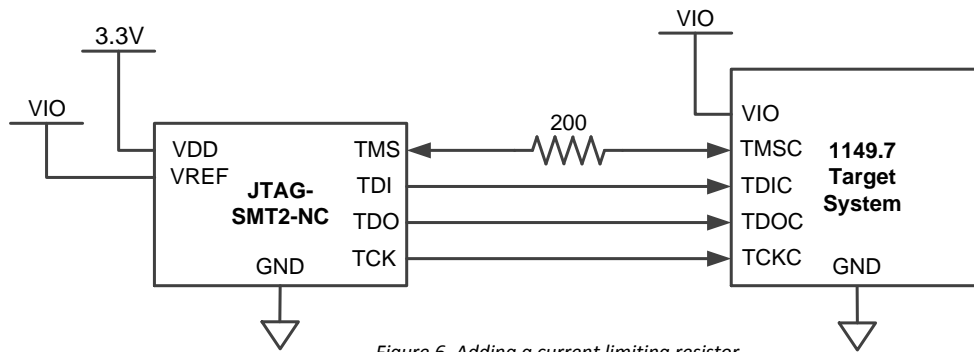 3.3V
VIO
VDD
VREF
JTAG-
SMT2-NC
GND
TMS
TDI
TDO
TCK
200
VIO
VIO
TMSC
TDIC
TDOC
TCKC
1149.7
Target
System
GND
Figure 6. Adding a current limiting resistor